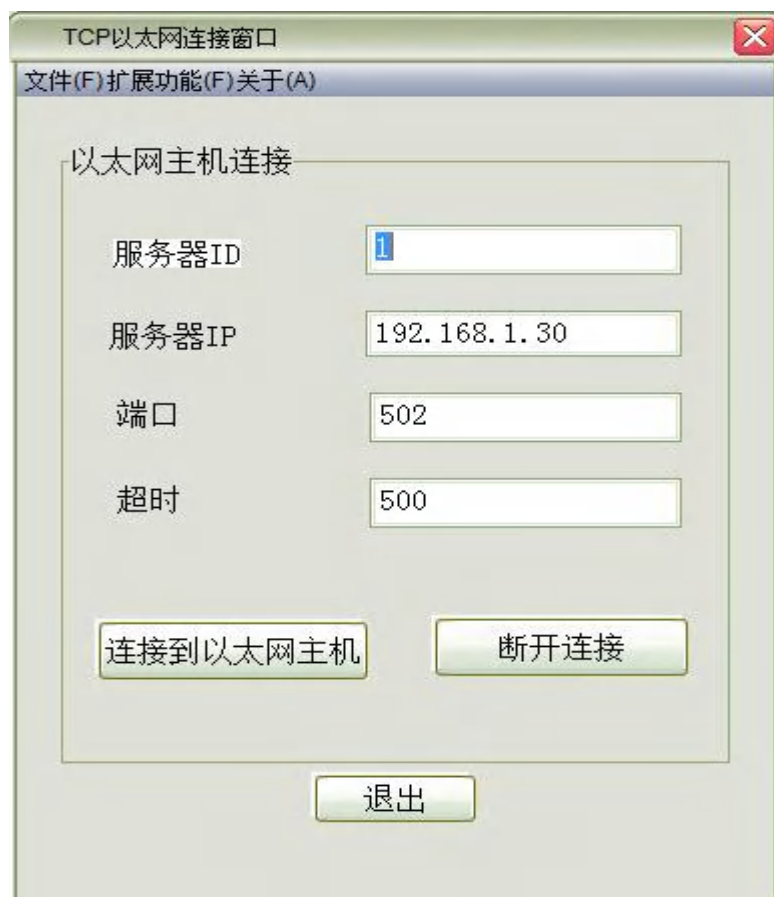 TCP以太网连接窗口
文件(F)扩展功能(F)关于(A)
以太网主机连接
服务器ID 1
服务器IP 192.168.1.30
端口 502
超时 500
连接到以太网主机 断开连接
退出